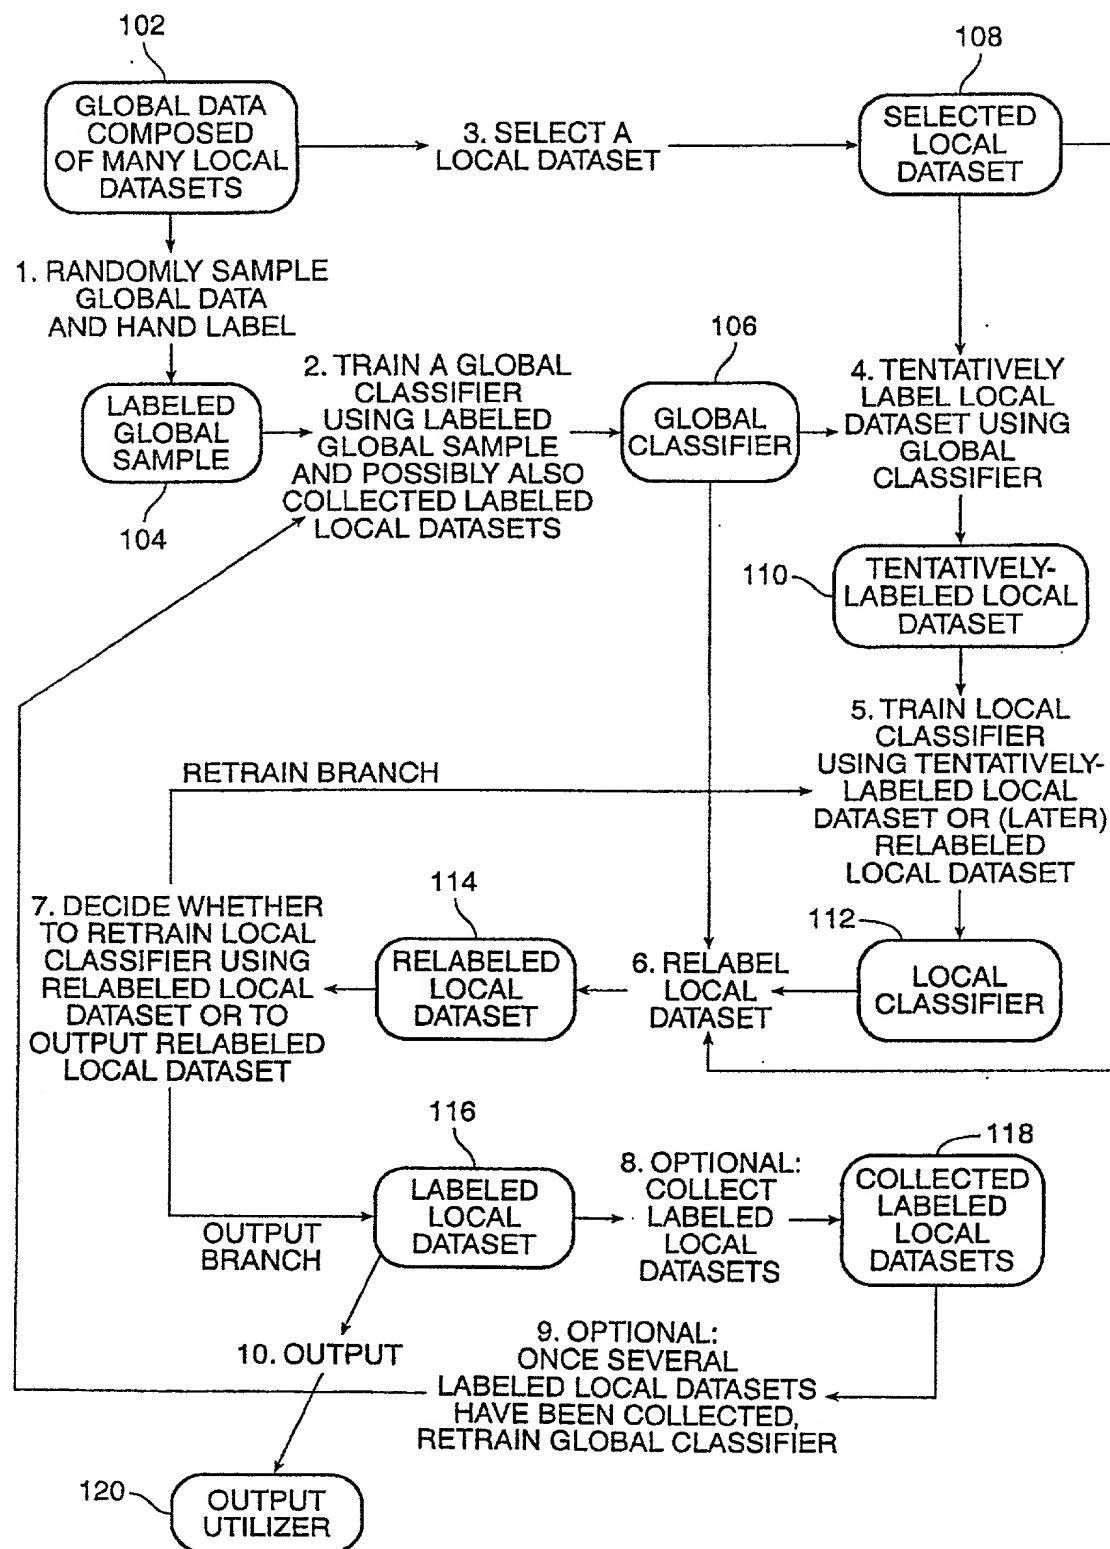 102
GLOBAL DATA
COMPOSED
OF MANY LOCAL
DATASETS
3. SELECT A
LOCAL DATASET
108
SELECTED
LOCAL
DATASET
1. RANDOMLY SAMPLE
GLOBAL DATA
AND HAND LABEL
LABELED
GLOBAL
SAMPLE
104
2. TRAIN A GLOBAL
CLASSIFIER
USING LABELED
GLOBAL SAMPLE
AND POSSIBLY ALSO
COLLECTED LABELED
LOCAL DATASETS
106
GLOBAL
CLASSIFIER
4. TENTATIVELY
LABEL LOCAL
DATASET USING
GLOBAL
CLASSIFIER
110
TENTATIVELY-
LABELED LOCAL
DATASET
5. TRAIN LOCAL
CLASSIFIER
USING TENTATIVELY-
LABELED LOCAL
DATASET OR (LATER)
RELABELED
LOCAL DATASET
RETRAIN BRANCH
112
LOCAL
CLASSIFIER
6. RELABEL
LOCAL
DATASET
114
RELABELED
LOCAL
DATASET
7. DECIDE WHETHER
TO RETRAIN LOCAL
CLASSIFIER USING
RELABELED LOCAL
DATASET OR TO
OUTPUT RELABELED
LOCAL DATASET
OUTPUT
BRANCH
116
LABELED
LOCAL
DATASET
8. OPTIONAL:
COLLECT
LABELED
LOCAL
DATASETS
118
COLLECTED
LABELED
LOCAL
DATASETS
9. OPTIONAL:
ONCE SEVERAL
LABELED LOCAL DATASETS
HAVE BEEN COLLECTED,
RETRAIN GLOBAL CLASSIFIER
10. OUTPUT
120
OUTPUT
UTILIZER